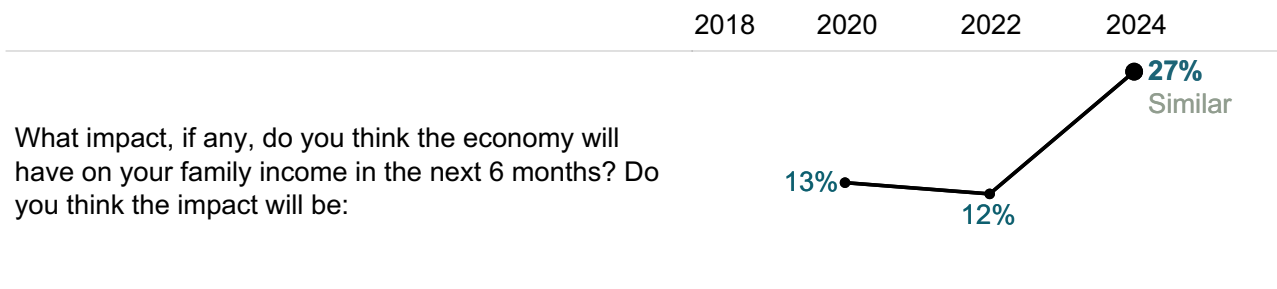 2018 2020 2022 2024
27%
Similar
What impact, if any, do you think the economy will
have on your family income in the next 6 months? Do
you think the impact will be:
13%
12%